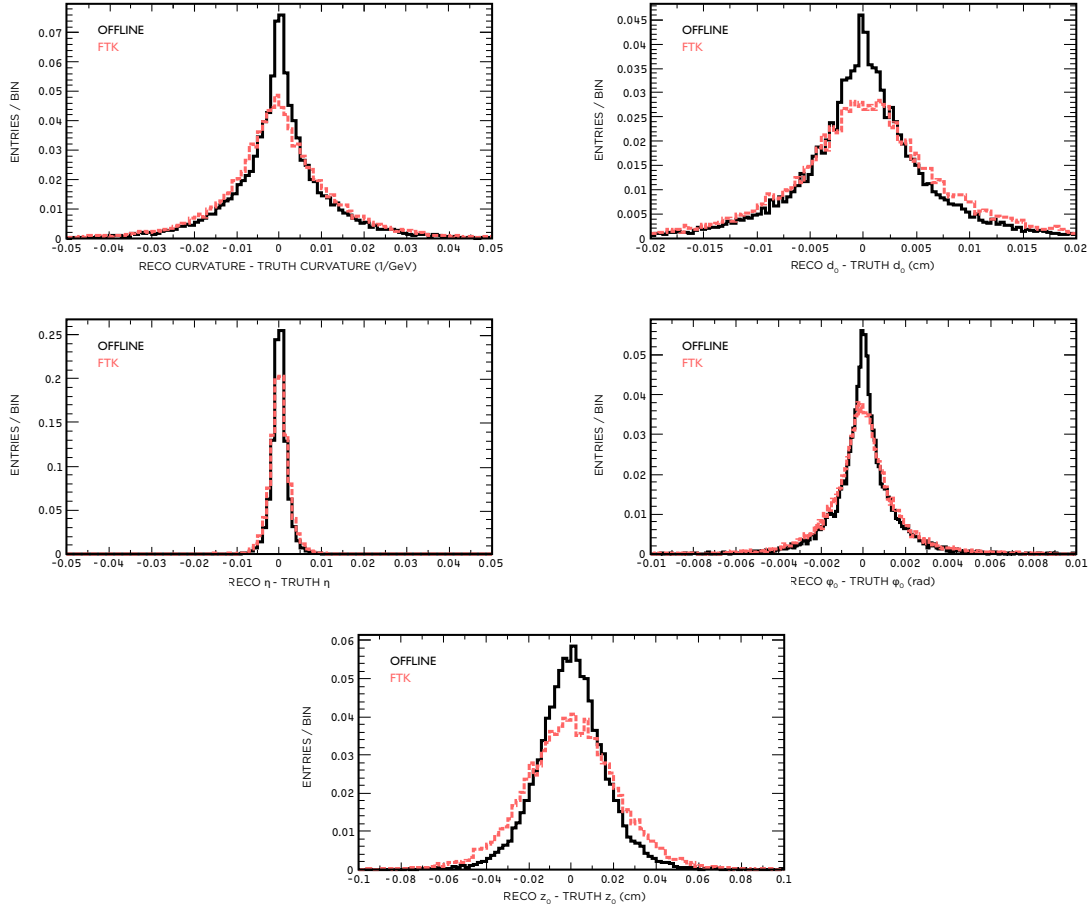 OFFLINE
FTK
ENTRIES / BIN
0.07
0.06
0.05
0.04
0.03
0.02
0.01
0
-0.05 -0.04 -0.03 -0.02 -0.01 0 0.01 0.02 0.03 0.04 0.05
RECO CURVATURE - TRUTH CURVATURE (1/GeV)
OFFLINE
FTK
ENTRIES / BIN
0.045
0.04
0.035
0.03
0.025
0.02
0.015
0.01
0.005
0
-0.02 -0.015 -0.01 -0.005 0 0.005 0.01 0.015 0.02
RECO d₀ - TRUTH d₀ (cm)
OFFLINE
FTK
ENTRIES / BIN
0.25
0.2
0.15
0.1
0.05
0
-0.05 -0.04 -0.03 -0.02 -0.01 0 0.01 0.02 0.03 0.04 0.05
RECO η - TRUTH η
OFFLINE
FTK
ENTRIES / BIN
0.05
0.04
0.03
0.02
0.01
0
-0.01 -0.008 -0.006 -0.004 -0.002 0 0.002 0.004 0.006 0.008 0.01
RECO φ₀ - TRUTH φ₀ (rad)
OFFLINE
FTK
ENTRIES / BIN
0.06
0.05
0.04
0.03
0.02
0.01
0
-0.1 -0.08 -0.06 -0.04 -0.02 0 0.02 0.04 0.06 0.08 0.1
RECO z₀ - TRUTH z₀ (cm)